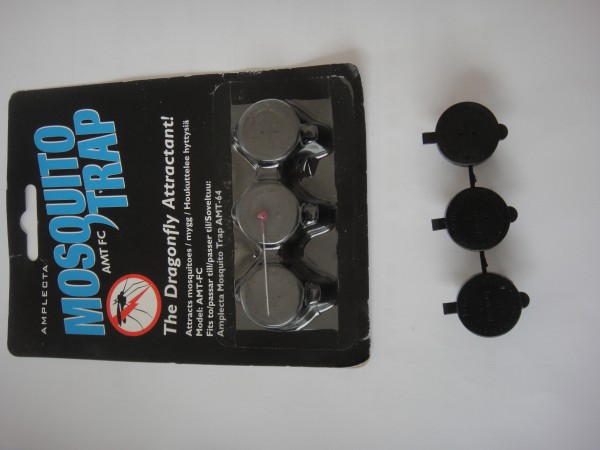 AMPLECTA
MOSQUITO
AMT FC TRAP
The Dragonfly Attractant!
Attracts mosquitoes / mygg / Houkuttelee hyttysiä
Model: AMT-FC
Fits to/passar till/passer til/Soveltuu:
Amplecta Mosquito Trap AMT-64